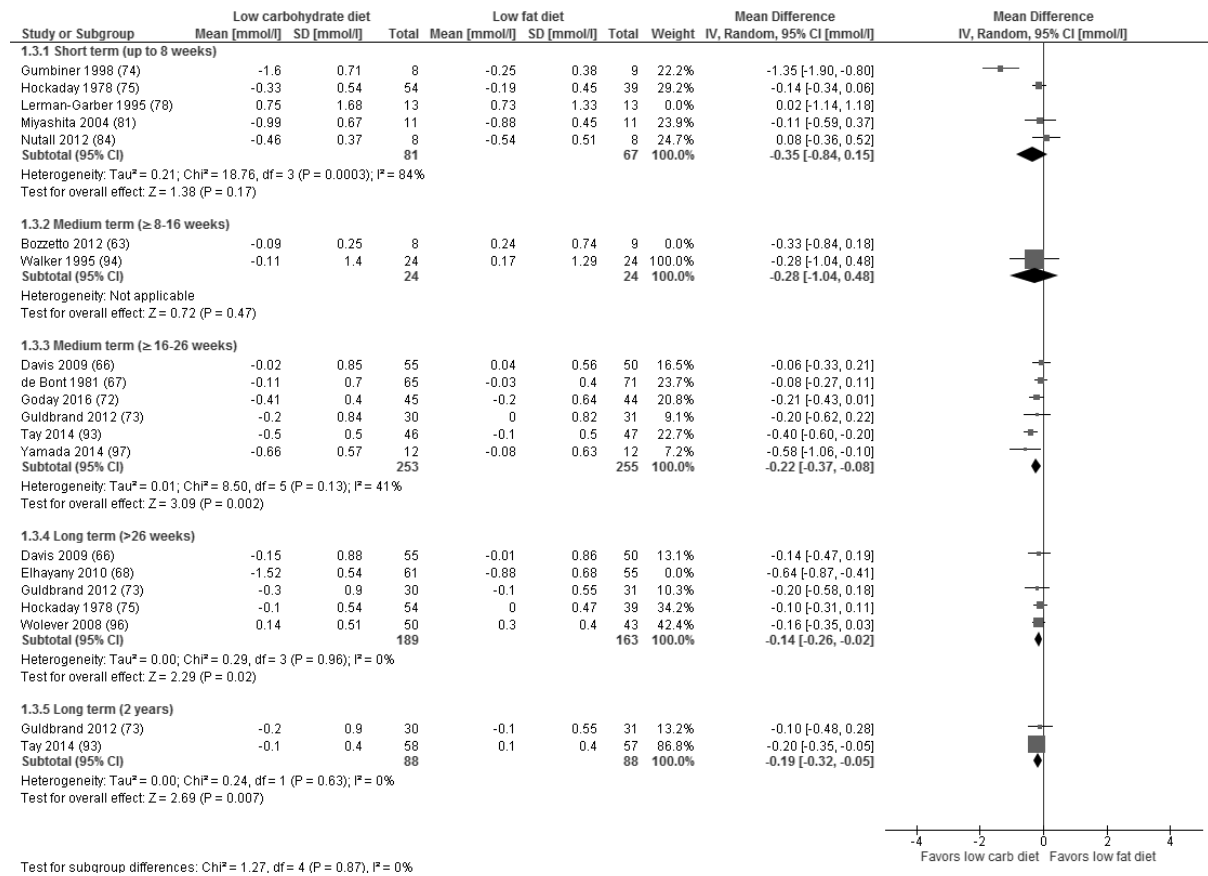 Low carbohydrate diet Low fat diet Mean Difference Mean Difference
Study or Subgroup Mean [mmol/l] SD [mmol/l] Total Mean [mmol/l] SD [mmol/l] Total Weight IV, Random, 95% CI [mmol/l] IV, Random, 95% CI [mmol/l]
1.3.1 Short term (up to 8 weeks)
Gumbiner 1998 (74) -1.6 0.71 8 -0.25 0.38 9 22.2% -1.35 [-1.90, -0.80]
Hockaday 1978 (75) -0.33 0.54 54 -0.19 0.45 39 29.2% -0.14 [-0.34, 0.06]
Lerman-Garber 1995 (78) 0.75 1.68 13 0.73 1.33 13 0.0% 0.02 [-1.14, 1.18]
Miyashita 2004 (81) -0.99 0.67 11 -0.88 0.45 11 23.9% -0.11 [-0.59, 0.37]
Nutall 2012 (84) -0.46 0.37 8 -0.54 0.51 8 24.7% 0.08 [-0.36, 0.52]
Subtotal (95% CI) 81 67 100.0% -0.35 [-0.84, 0.15]
Heterogeneity: Tau² = 0.21; Chi² = 18.76, df = 3 (P = 0.0003); I² = 84%
Test for overall effect: Z = 1.38 (P = 0.17)
1.3.2 Medium term (≥ 8-16 weeks)
Bozzetto 2012 (63) -0.09 0.25 8 0.24 0.74 9 0.0% -0.33 [-0.84, 0.18]
Walker 1995 (94) -0.11 1.4 24 0.17 1.29 24 100.0% -0.28 [-1.04, 0.48]
Subtotal (95% CI) 24 24 100.0% -0.28 [-1.04, 0.48]
Heterogeneity: Not applicable
Test for overall effect: Z = 0.72 (P = 0.47)
1.3.3 Medium term (≥ 16-26 weeks)
Davis 2009 (66) -0.02 0.85 55 0.04 0.56 50 16.5% -0.06 [-0.33, 0.21]
de Bont 1981 (67) -0.11 0.7 65 -0.03 0.4 71 23.7% -0.08 [-0.27, 0.11]
Goday 2016 (72) -0.41 0.4 45 -0.2 0.64 44 20.8% -0.21 [-0.43, 0.01]
Guldbrand 2012 (73) -0.2 0.84 30 0 0.82 31 9.1% -0.20 [-0.62, 0.22]
Tay 2014 (93) -0.5 0.5 46 -0.1 0.5 47 22.7% -0.40 [-0.60, -0.20]
Yamada 2014 (97) -0.66 0.57 12 -0.08 0.63 12 7.2% -0.58 [-1.06, -0.10]
Subtotal (95% CI) 253 255 100.0% -0.22 [-0.37, -0.08]
Heterogeneity: Tau² = 0.01; Chi² = 8.50, df = 5 (P = 0.13); I² = 41%
Test for overall effect: Z = 3.09 (P = 0.002)
1.3.4 Long term (>26 weeks)
Davis 2009 (66) -0.15 0.88 55 -0.01 0.86 50 13.1% -0.14 [-0.47, 0.19]
Elhayany 2010 (68) -1.52 0.54 61 -0.88 0.68 55 0.0% -0.64 [-0.87, -0.41]
Guldbrand 2012 (73) -0.3 0.9 30 -0.1 0.55 31 10.3% -0.20 [-0.58, 0.18]
Hockaday 1978 (75) -0.1 0.54 54 0 0.47 39 34.2% -0.10 [-0.31, 0.11]
Wolever 2008 (96) 0.14 0.51 50 0.3 0.4 43 42.4% -0.16 [-0.35, 0.03]
Subtotal (95% CI) 189 163 100.0% -0.14 [-0.26, -0.02]
Heterogeneity: Tau² = 0.00; Chi² = 0.29, df = 3 (P = 0.96); I² = 0%
Test for overall effect: Z = 2.29 (P = 0.02)
1.3.5 Long term (2 years)
Guldbrand 2012 (73) -0.2 0.9 30 -0.1 0.55 31 13.2% -0.10 [-0.48, 0.28]
Tay 2014 (93) -0.1 0.4 58 0.1 0.4 57 86.8% -0.20 [-0.35, -0.05]
Subtotal (95% CI) 88 88 100.0% -0.19 [-0.32, -0.05]
Heterogeneity: Tau² = 0.00; Chi² = 0.24, df = 1 (P = 0.63); I² = 0%
Test for overall effect: Z = 2.69 (P = 0.007)
-4 -2 0 2 4
Favors low carb diet Favors low fat diet
Test for subgroup differences: Chi² = 1.27, df = 4 (P = 0.87), I² = 0%